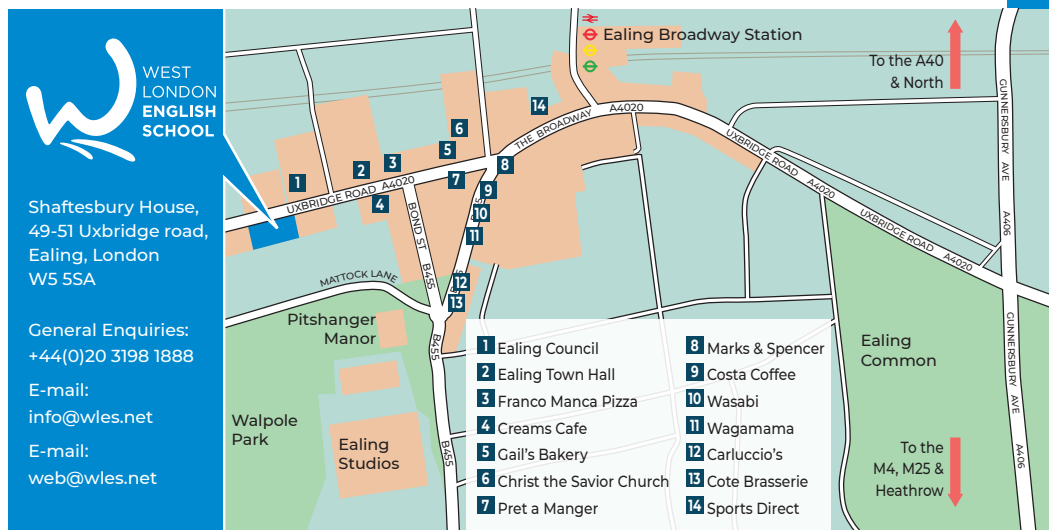 WEST
LONDON
ENGLISH
SCHOOL
Shaftesbury House,
49-51 Uxbridge road,
Ealing, London
W5 5SA
General Enquiries:
+44(0)20 3198 1888
E-mail:
info@wles.net
E-mail:
web@wles.net
Ealing Broadway Station
To the A40
& North
GUNNERSBURY AVE
A406
THE BROADWAY
A4020
UXBRIDGE ROAD
A4020
UXBRIDGE ROAD
A4020
UXBRIDGE ROAD A4020
1
2
3
4
5
6
7
8
9
10
11
12
13
14
BOND ST
B455
MATTOCK LANE
B455
B455
Pitshanger
Manor
Walpole
Park
Ealing
Studios
Ealing
Common
GUNNERSBURY AVE
A406
To the
M4, M25 &
Heathrow
1 Ealing Council
2 Ealing Town Hall
3 Franco Manca Pizza
4 Creams Cafe
5 Gail's Bakery
6 Christ the Savior Church
7 Pret a Manger
8 Marks & Spencer
9 Costa Coffee
10 Wasabi
11 Wagamama
12 Carluccio's
13 Cote Brasserie
14 Sports Direct